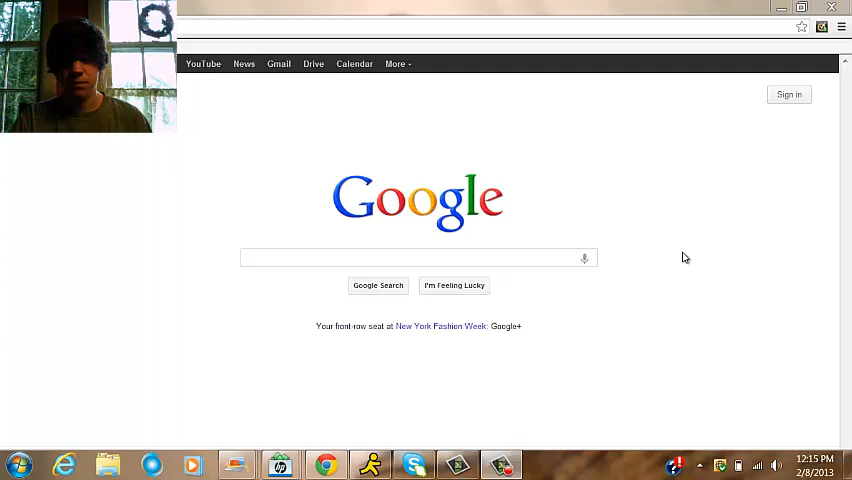 YouTube News Gmail Drive Calendar More
Sign in
Google
Google Search I'm Feeling Lucky
Your front-row seat at New York Fashion Week: Google+
hp
12:15 PM
2/8/2013